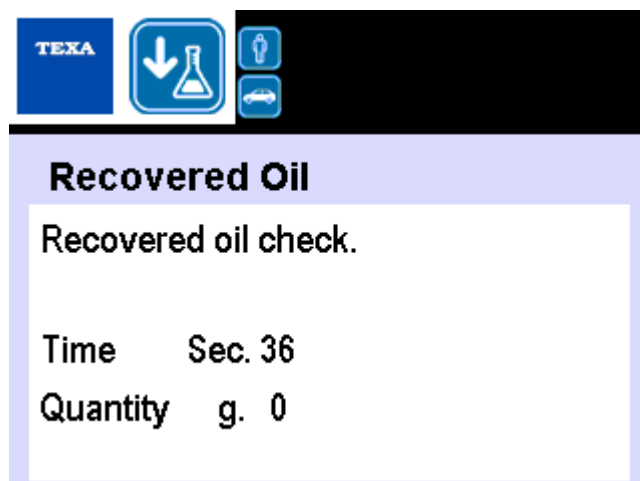 TEXA
Recovered Oil
Recovered oil check.
Time Sec. 36
Quantity g. 0